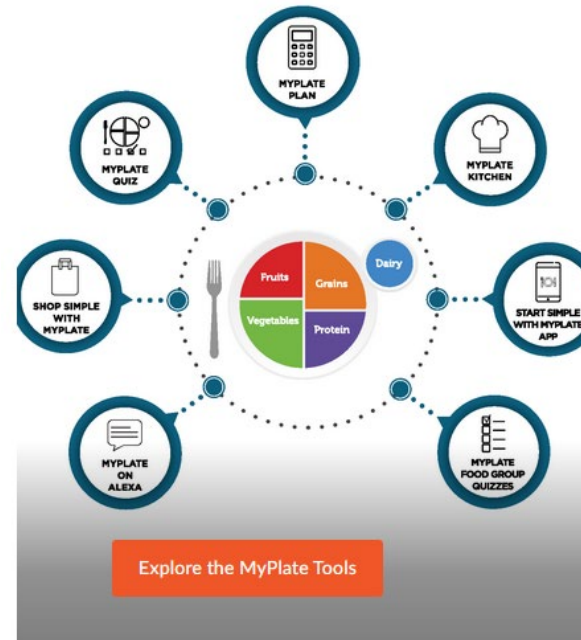 MYPLATE
PLAN
MYPLATE
QUIZ
MYPLATE
KITCHEN
SHOP SIMPLE
WITH
MYPLATE
Fruits
Grains
Dairy
Vegetables
Protein
START SIMPLE
WITH MYPLATE
APP
MYPLATE
ON
ALEXA
MYPLATE
FOOD GROUP
QUIZZES
Explore the MyPlate Tools